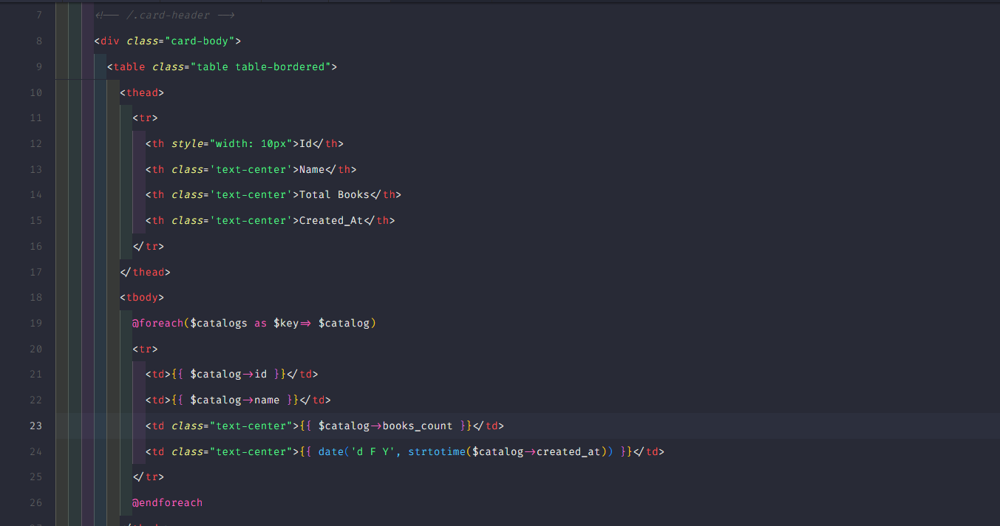 7 <!-- /.card-header -->
8 <div class="card-body">
9 <table class="table table-bordered">
10 <thead>
11 <tr>
12 <th style="width: 10px">Id</th>
13 <th class='text-center'>Name</th>
14 <th class='text-center'>Total Books</th>
15 <th class='text-center'>Created_At</th>
16 </tr>
17 </thead>
18 <tbody>
19 @foreach($catalogs as $key=> $catalog)
20 <tr>
21 <td>{{ $catalog->id }}</td>
22 <td>{{ $catalog->name }}</td>
23 <td class="text-center">{{ $catalog->books_count }}</td>
24 <td class="text-center">{{ date('d F Y', strtotime($catalog->created_at)) }}</td>
25 </tr>
26 @endforeach